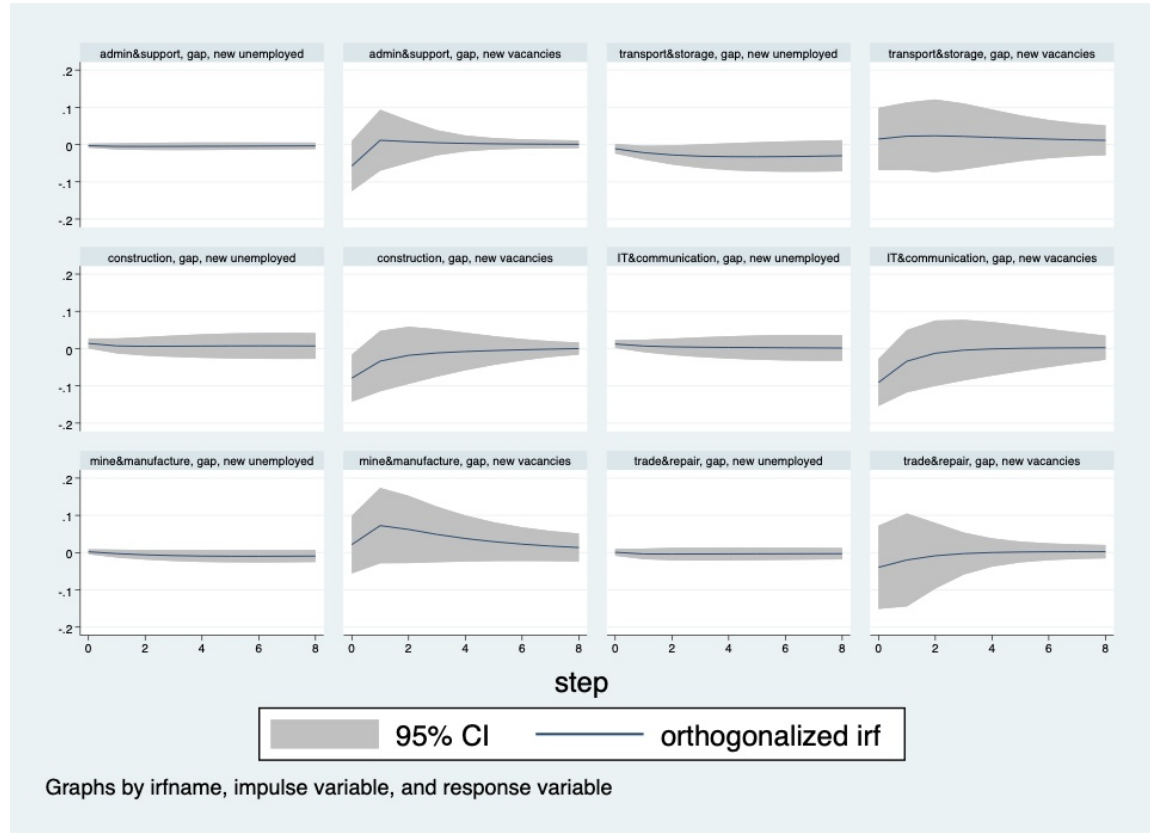 admin&support, gap, new unemployed
admin&support, gap, new vacancies
transport&storage, gap, new unemployed
transport&storage, gap, new vacancies
.2
.1
0
-.1
-.2
construction, gap, new unemployed
construction, gap, new vacancies
IT&communication, gap, new unemployed
IT&communication, gap, new vacancies
.2
.1
0
-.1
-.2
mine&manufacture, gap, new unemployed
mine&manufacture, gap, new vacancies
trade&repair, gap, new unemployed
trade&repair, gap, new vacancies
.2
.1
0
-.1
-.2
0 2 4 6 8
0 2 4 6 8
0 2 4 6 8
0 2 4 6 8
step
95% CI
orthogonalized irf
Graphs by irfname, impulse variable, and response variable